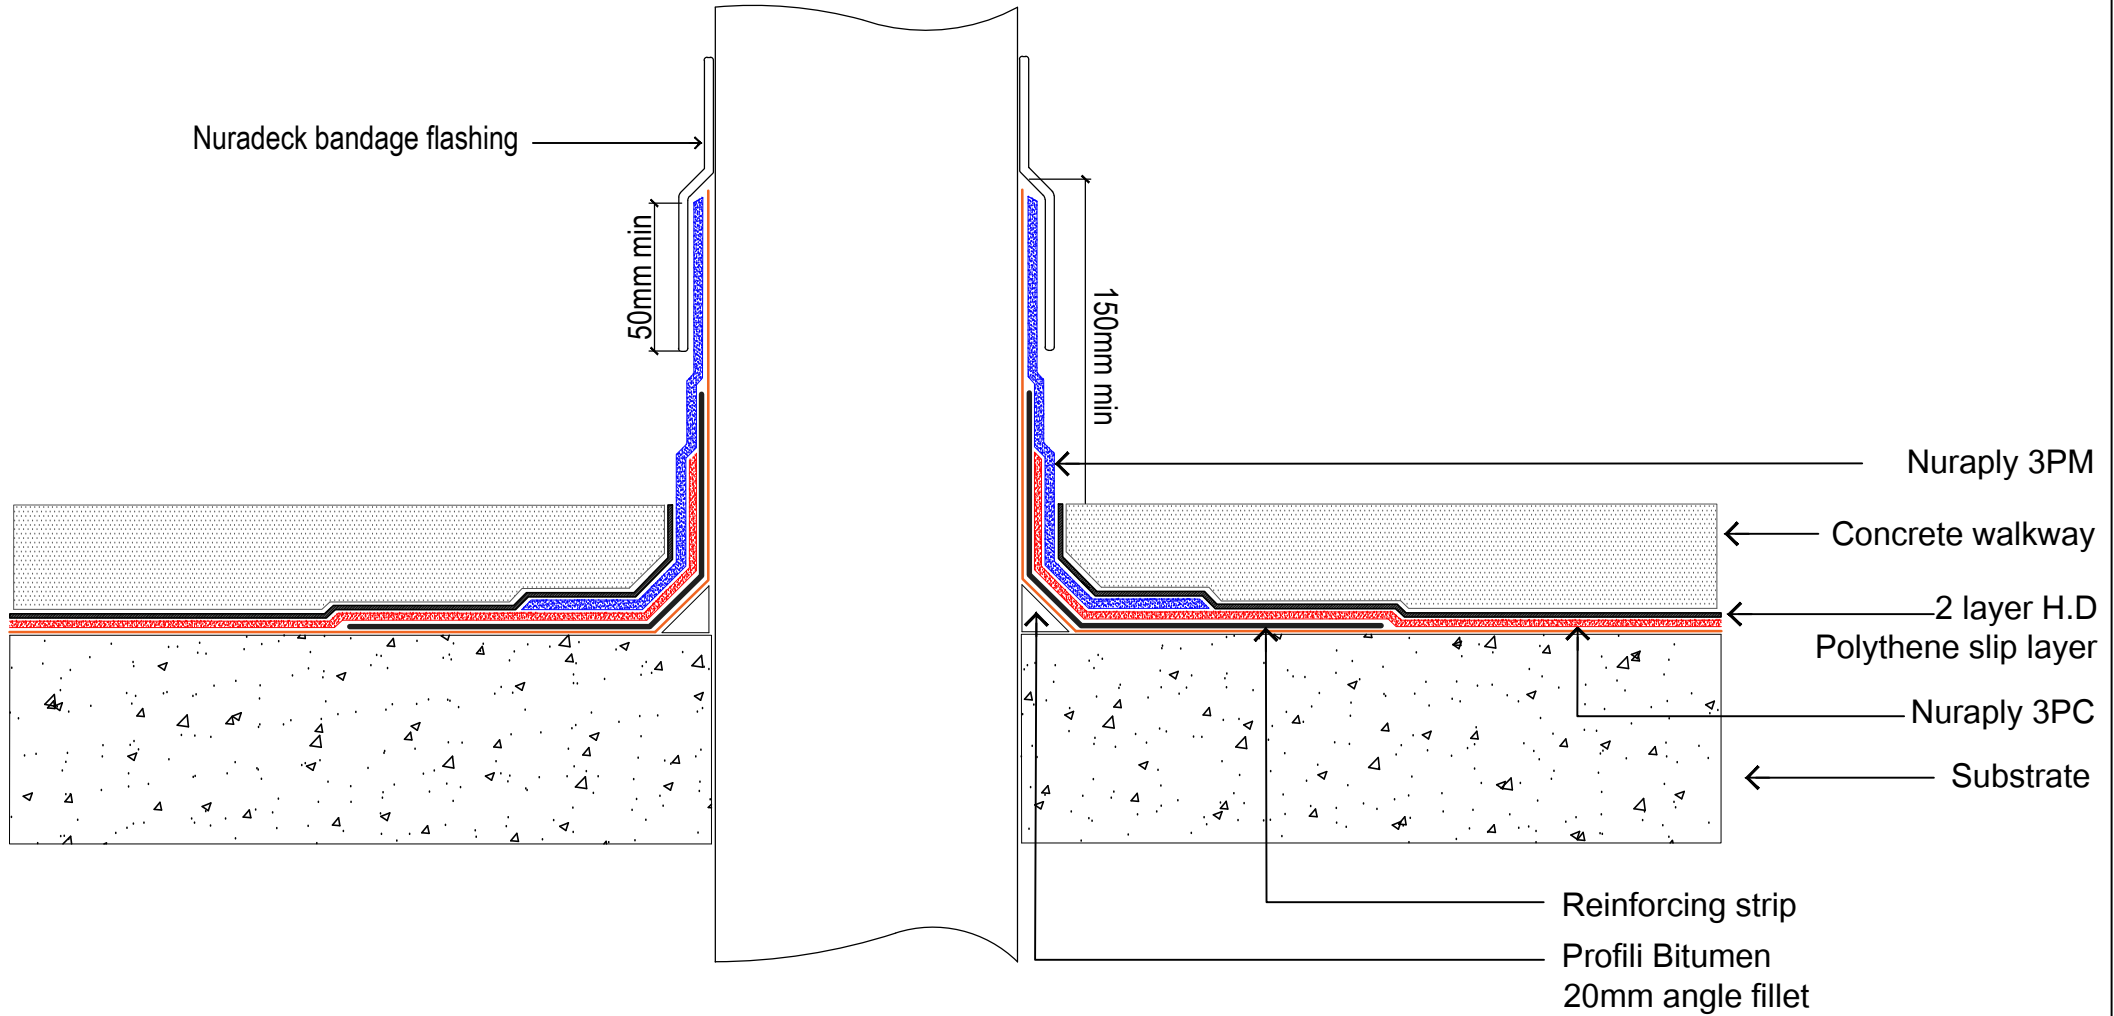 Nuradeck bandage flashing
50mm min
150mm min
Nuraply 3PM
Concrete walkway
2 layer H.D
Polythene slip layer
Nuraply 3PC
Substrate
Reinforcing strip
Profili Bitumen
20mm angle fillet